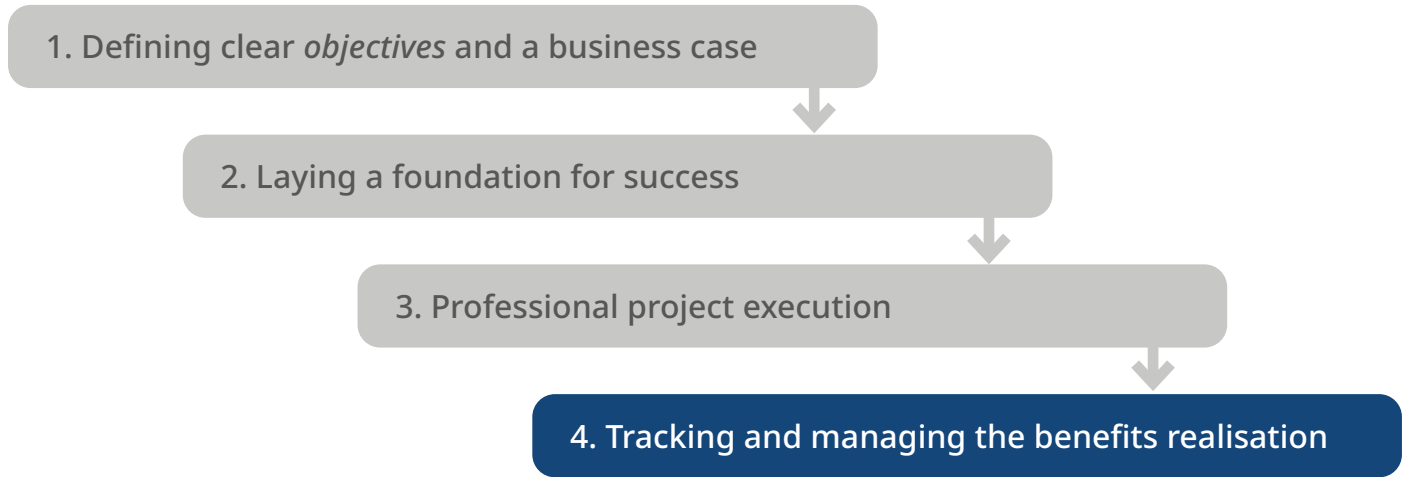 1. Defining clear objectives and a business case
2. Laying a foundation for success
3. Professional project execution
4. Tracking and managing the benefits realisation